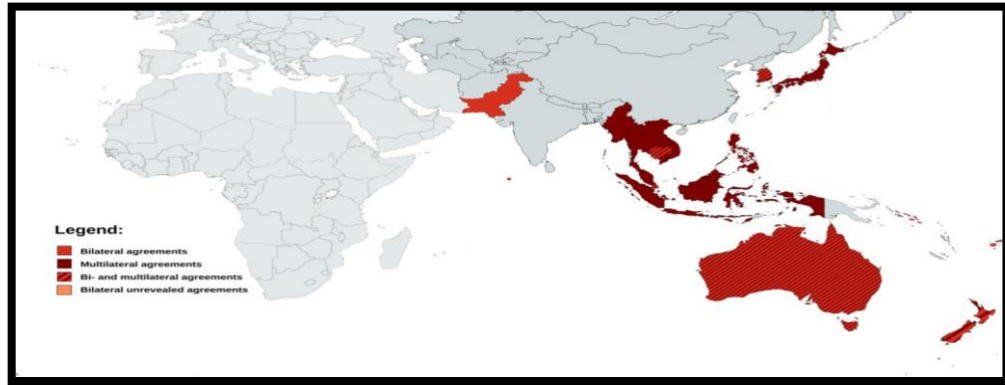 Legend:
Bilateral agreements
Multilateral agreements
Bi- and multilateral agreements
Bilateral unrevealed agreements